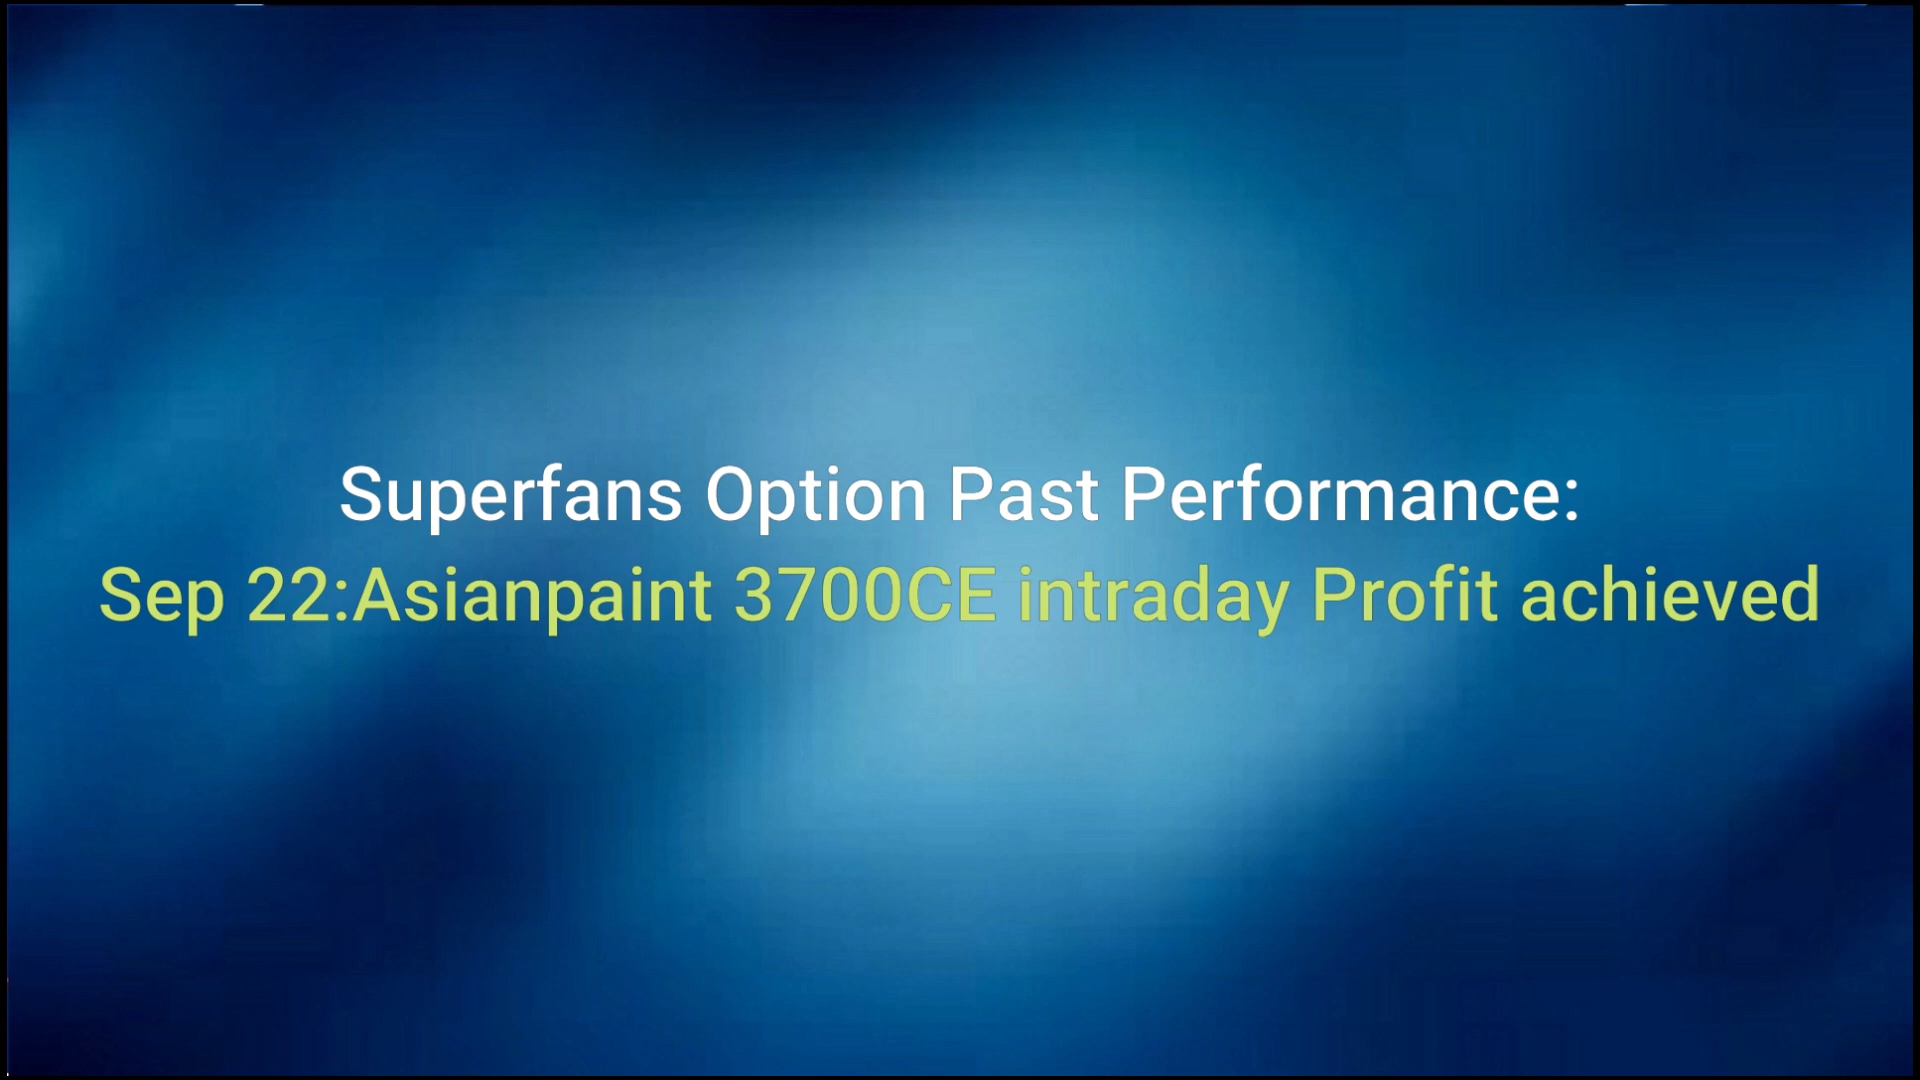 Superfans Option Past Performance:
Sep 22:Asianpaint 3700CE intraday Profit achieved